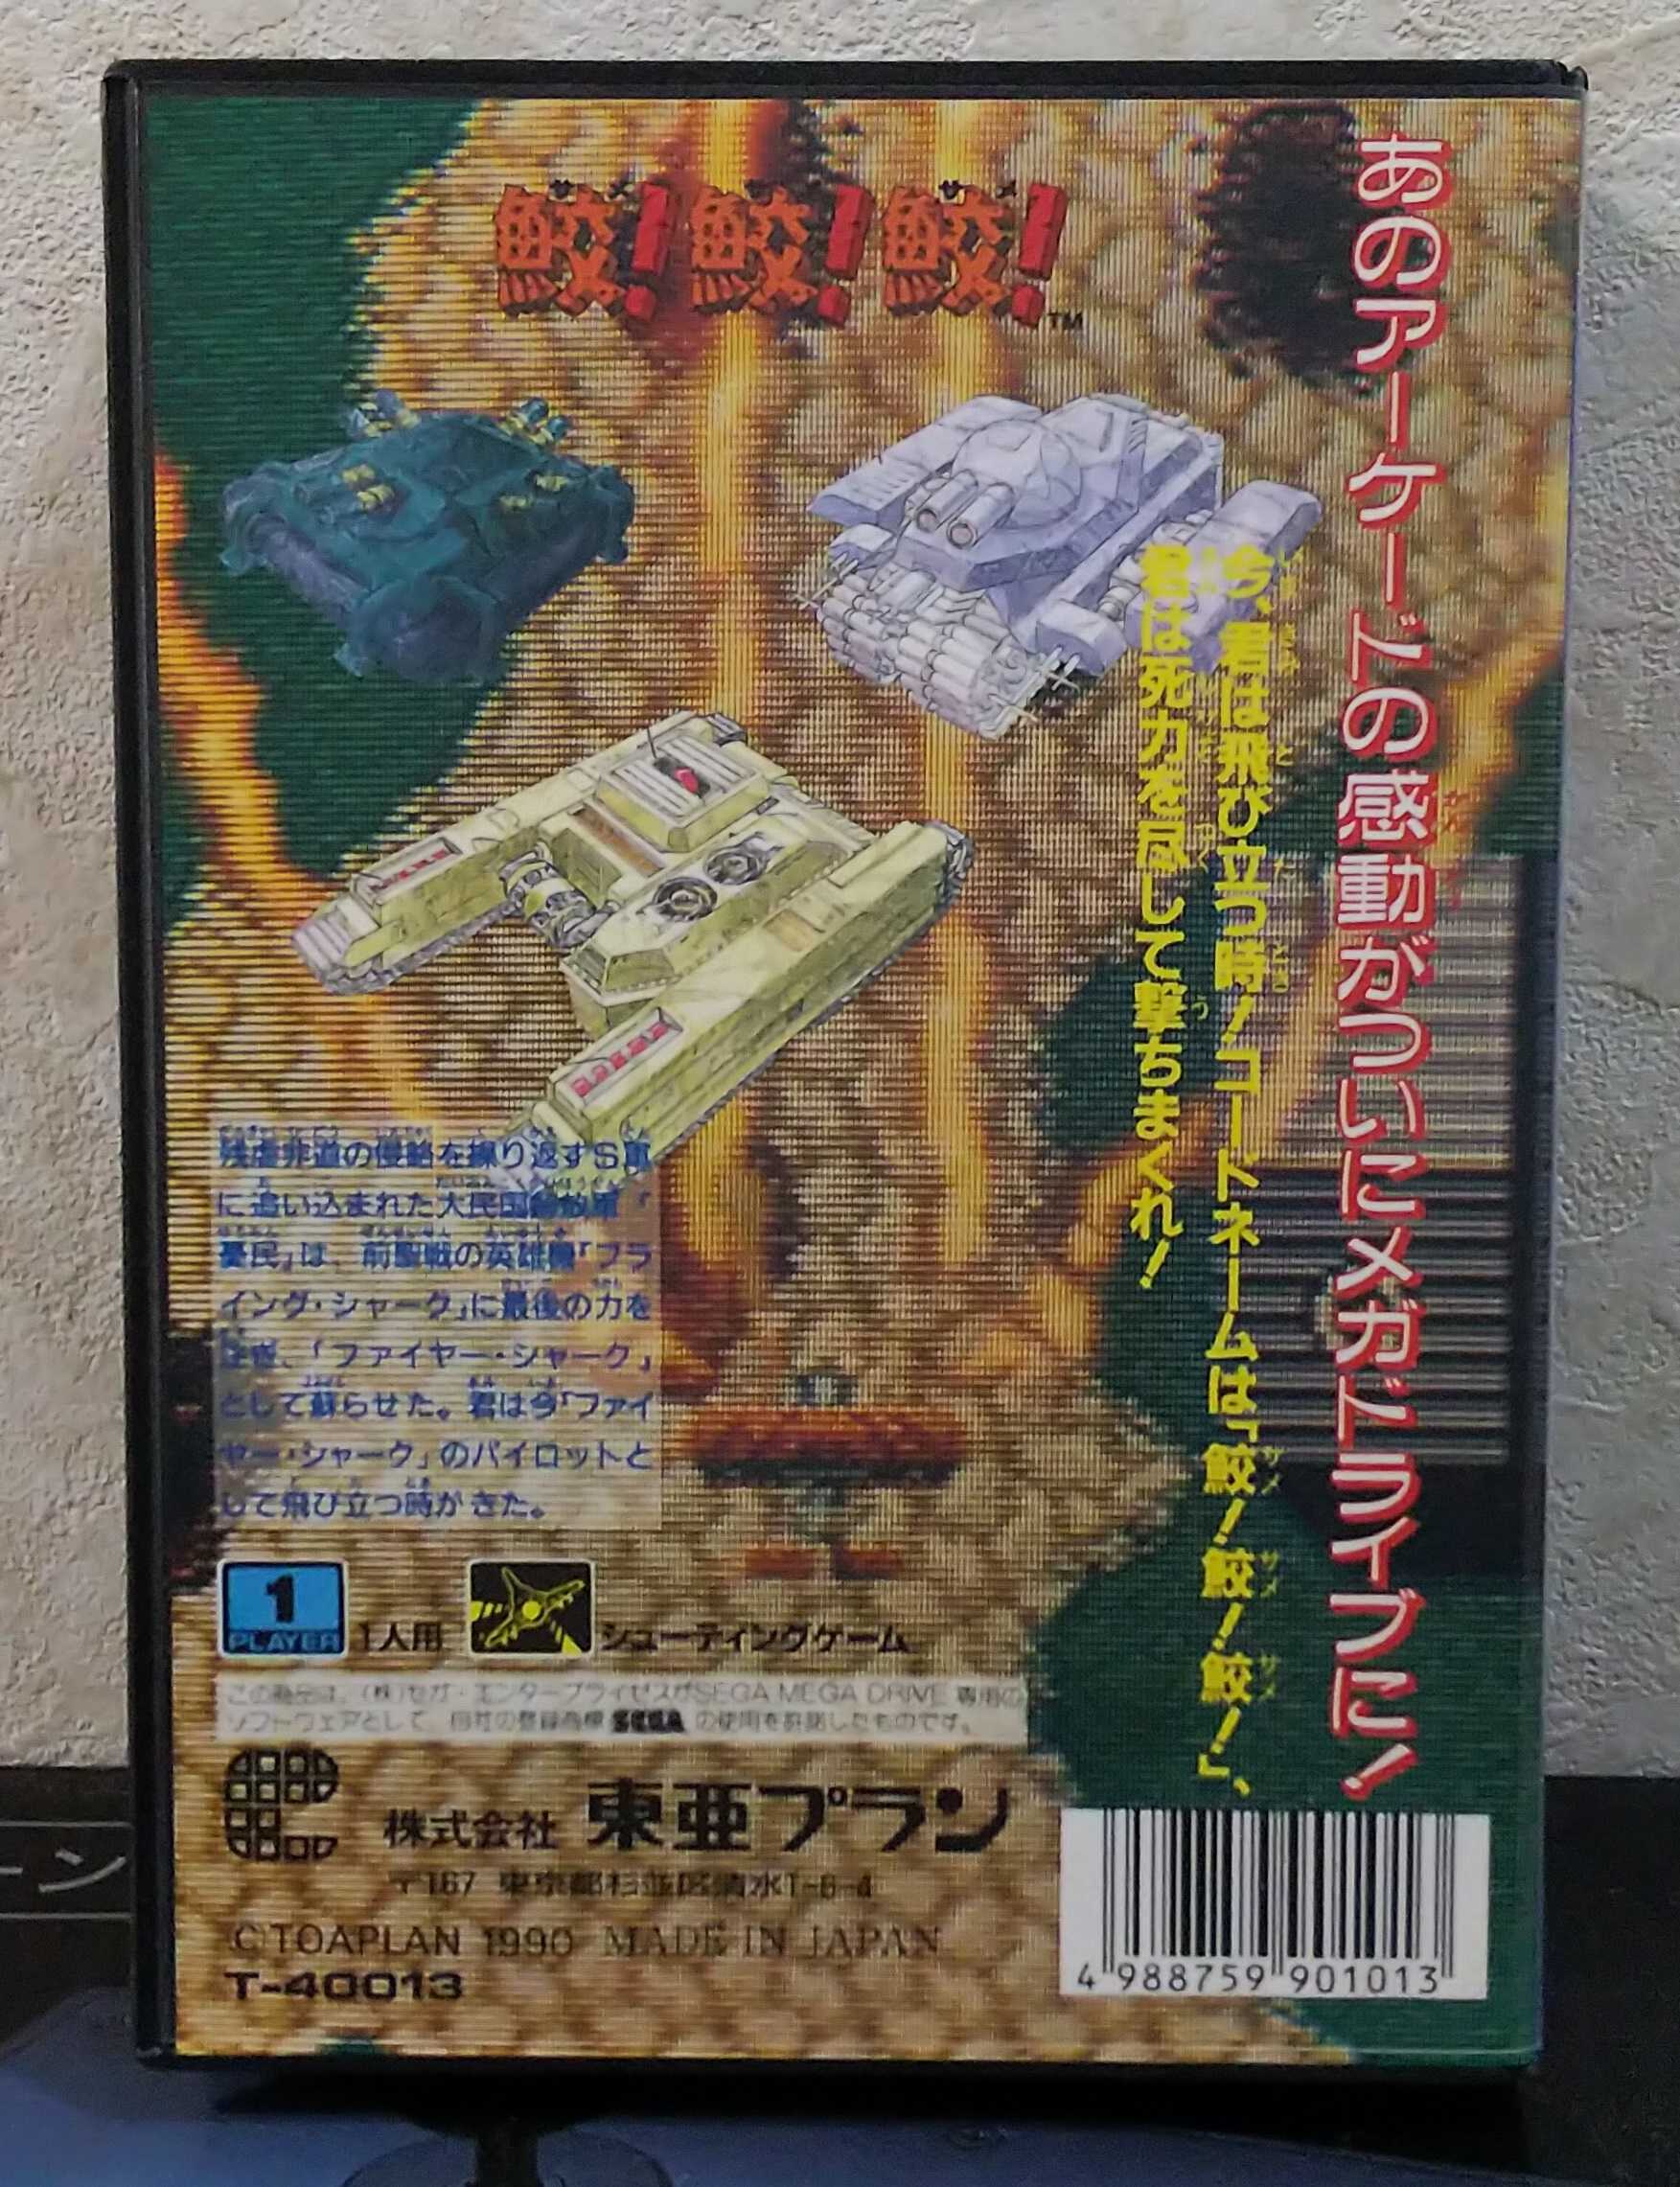 あのアーケードの感動がついにメガドライブに!
鮫!鮫!鮫!
サメ サメ サメ
TM
今、君は飛び立つ時!コードネームは「鮫!鮫!鮫!」、
君は死力を尽して撃ちまくれ!
残虐非道の侵略を繰り返すS軍
に追い込まれた大民国解放軍「
憂民」は、前聖戦の英雄機「フラ
イング・シャーク」に最後の力を
注ぎ、「ファイヤー・シャーク」
として蘇らせた。君は今「ファイ
ヤー・シャーク」のパイロットと
して飛び立つ時がきた。
1
PLAYER
1人用
シューティングゲーム
この商品は、(株)セガ・エンタープライゼスがSEGA MEGA DRIVE 専用の
ソフトウェアとして、自社の登録商標 SEGA の使用を許諾したものです。
株式会社 東亜プラン
〒167 東京都杉並区清水1-8-4
©TOAPLAN 1990 MADE IN JAPAN
T-40013
4 988759 901013
ーン